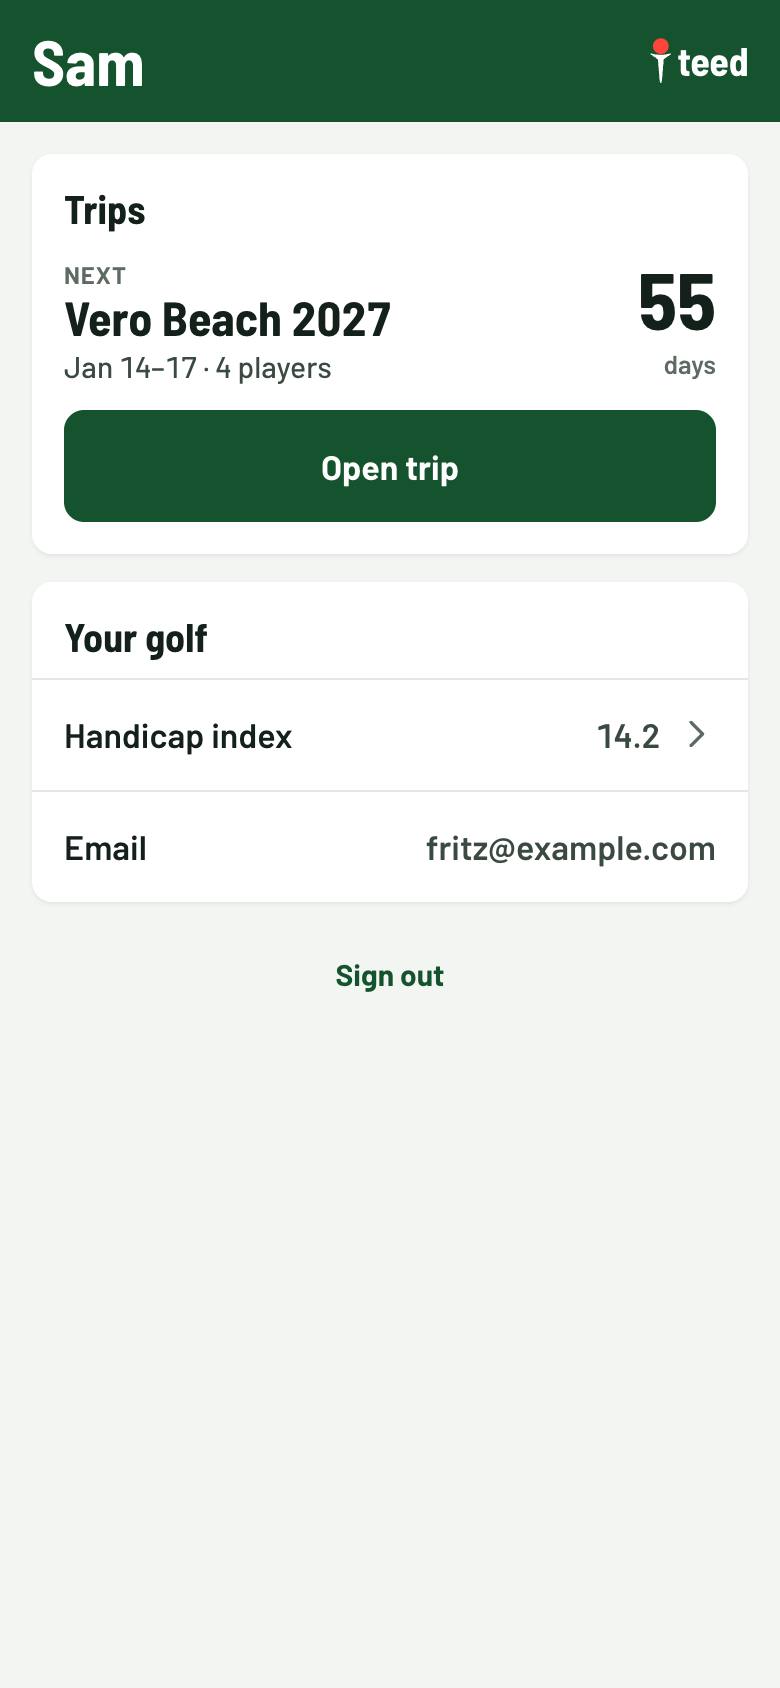 Sam
teed
Trips
NEXT
Vero Beach 2027
Jan 14–17 · 4 players
55
days
Open trip
Your golf
Handicap index 14.2
Email fritz@example.com
Sign out